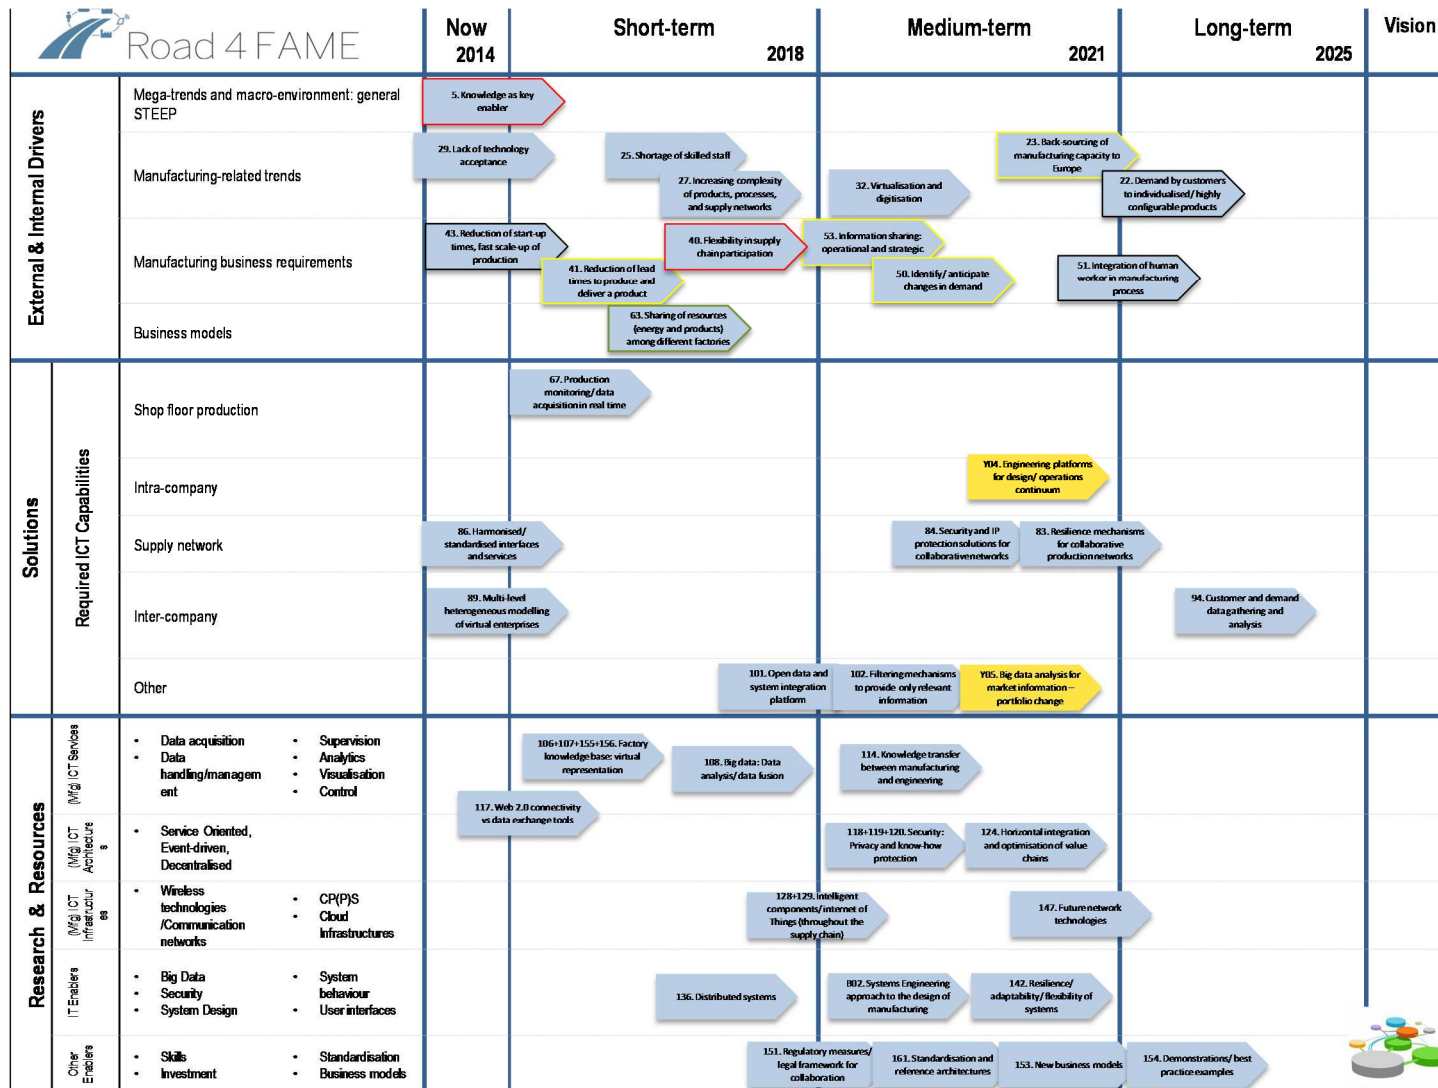 Road 4 FAME
Now
2014
Short-term
2018
Medium-term
2021
Long-term
2025
Vision
External & Internal Drivers
Mega-trends and macro-environment: general
STEEP
5. Knowledge as key
enabler
Manufacturing-related trends
29. Lack of technology
acceptance
25. Shortage of skilled staff
27. Increasing complexity
of products, processes,
and supply networks
32. Virtualisation and
digitisation
23. Back-sourcing of
manufacturing capacity to
Europe
22. Demand by customers
to individualised/ highly
configurable products
Manufacturing business requirements
43. Reduction of start-up
times, fast scale-up of
production
41. Reduction of lead
times to produce and
deliver a product
40. Flexibility in supply
chain participation
53. Information sharing:
operational and strategic
50. Identify/ anticipate
changes in demand
51. Integration of human
worker in manufacturing
process
Business models
63. Sharing of resources
(energy and products)
among different factories
Solutions
Required ICT Capabilities
Shop floor production
67. Production
monitoring/ data
acquisition in real time
Intra-company
Y04. Engineering platforms
for design/ operations
continuum
Supply network
86. Harmonised/
standardised interfaces
and services
84. Security and IP
protection solutions for
collaborative networks
83. Resilience mechanisms
for collaborative
production networks
Inter-company
89. Multi-level
heterogeneous modelling
of virtual enterprises
94. Customer and demand
data gathering and
analysis
Other
101. Open data and
system integration
platform
102. Filtering mechanisms
to provide only relevant
information
Y05. Big data analysis for
market information –
portfolio change
Research & Resources
(Mfg) ICT Services
• Data acquisition
• Data
handling/managem
ent
• Supervision
• Analytics
• Visualisation
• Control
106+107+155+156. Factory
knowledge base: virtual
representation
108. Big data: Data
analysis/ data fusion
114. Knowledge transfer
between manufacturing
and engineering
117. Web 2.0 connectivity
vs data exchange tools
(Mfg) ICT
Architecture
s
• Service Oriented,
Event-driven,
Decentralised
118+119+120. Security:
Privacy and know-how
protection
124. Horizontal integration
and optimisation of value
chains
(Mfg) ICT
Infrastructur
es
• Wireless
technologies
/Communication
networks
• CP(P)S
• Cloud
Infrastructures
128+129. Intelligent
components/ internet of
Things (throughout the
supply chain)
147. Future network
technologies
IT Enablers
• Big Data
• Security
• System Design
• System
behaviour
• User interfaces
136. Distributed systems
B02. Systems Engineering
approach to the design of
manufacturing
142. Resilience/
adaptability/ flexibility of
systems
Other
Enablers
• Skills
• Investment
• Standardisation
• Business models
151. Regulatory measures/
legal framework for
collaboration
161. Standardisation and
reference architectures
153. New business models
154. Demonstrations/ best
practice examples